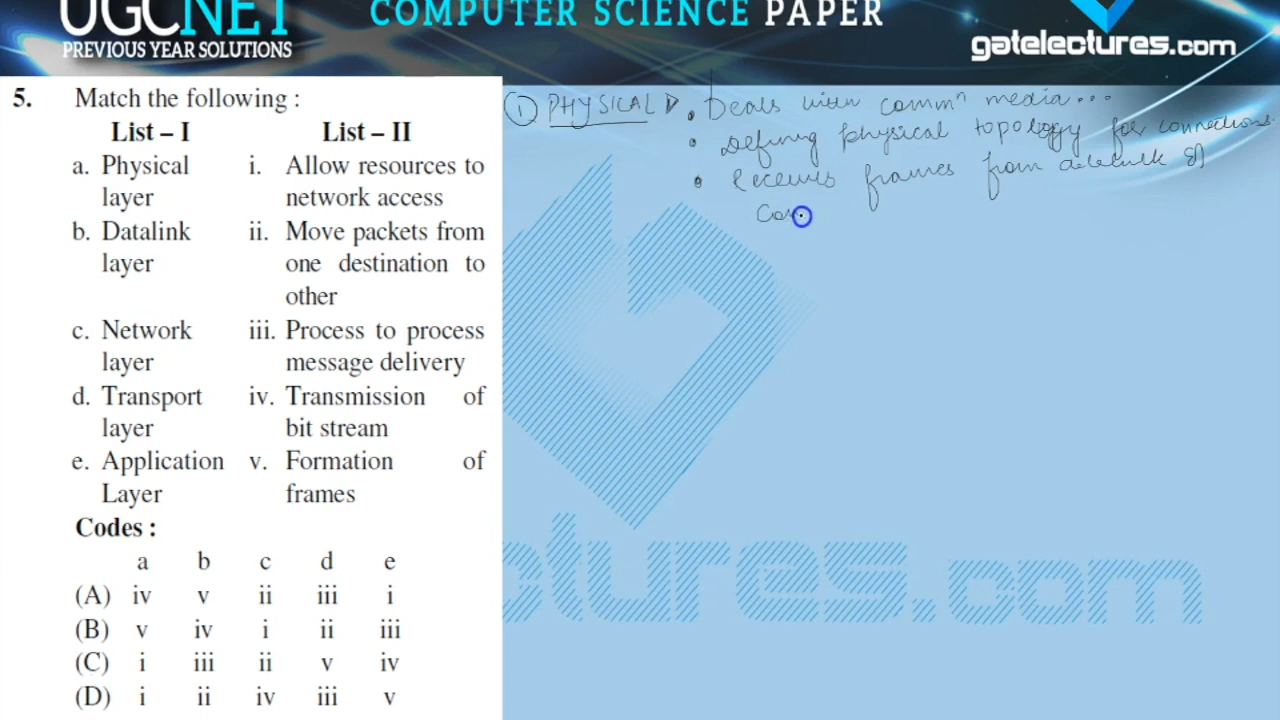 UGCNET
PREVIOUS YEAR SOLUTIONS
COMPUTER SCIENCE PAPER
gatelectures.com
5. Match the following :
List – I List – II
a. Physical layer i. Allow resources to network access
b. Datalink layer ii. Move packets from one destination to other
c. Network layer iii. Process to process message delivery
d. Transport layer iv. Transmission of bit stream
e. Application Layer v. Formation of frames
Codes :
a b c d e
(A) iv v ii iii i
(B) v iv i ii iii
(C) i iii ii v iv
(D) i ii iv iii v
① PHYSICAL • Deals with commⁿ media...
• Defining physical topology for connections
• Receives frames from datalink &
ctures.com